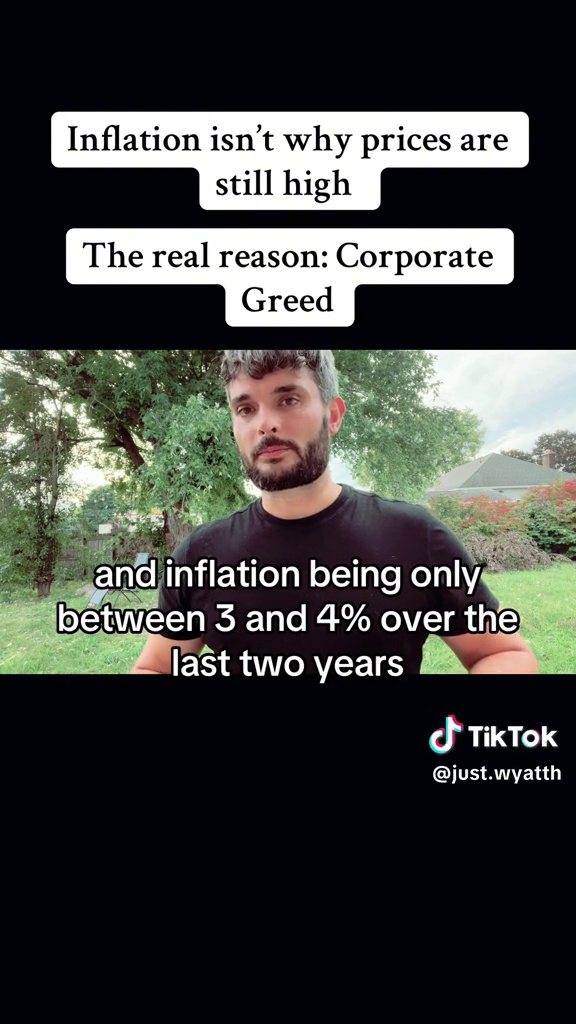 Inflation isn’t why prices are
still high
The real reason: Corporate
Greed
and inflation being only
between 3 and 4% over the
last two years
TikTok
@just.wyatth